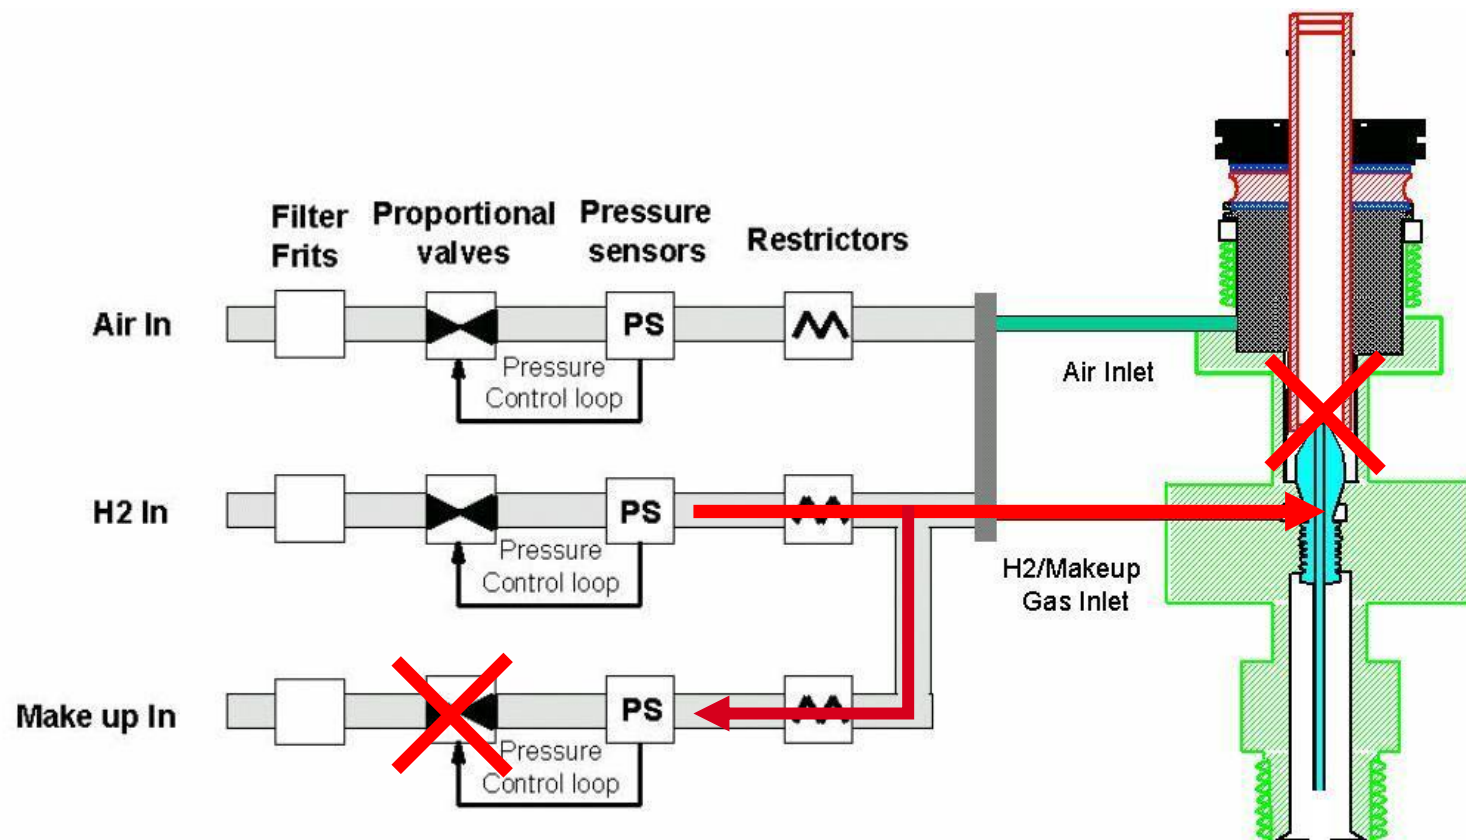 Filter
Frits
Proportional
valves
Pressure
sensors
Restrictors
Air In
PS
Pressure
Control loop
Air Inlet
H2 In
PS
Pressure
Control loop
H2/Makeup
Gas Inlet
Make up In
PS
Pressure
Control loop